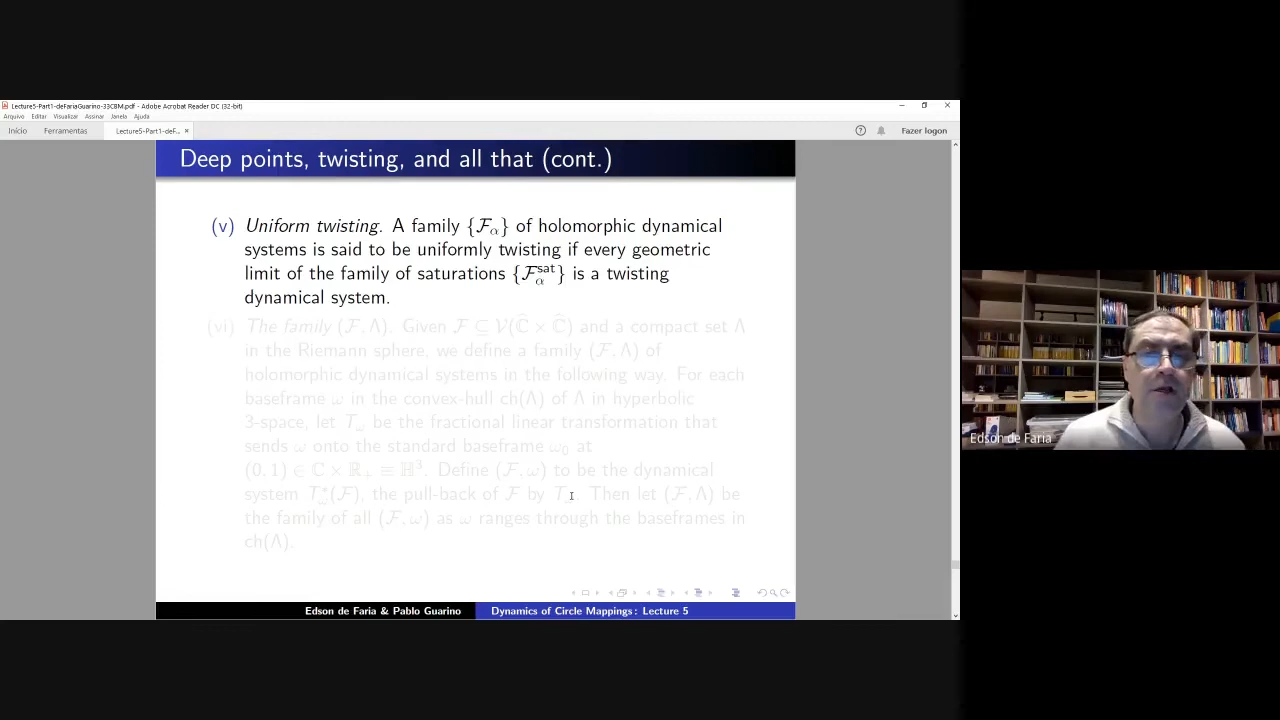 Lecture5-Part1-deFariaGuarino-33CBM.pdf - Adobe Acrobat Reader DC (32-bit)
Arquivo Editar Visualizar Assinar Janela Ajuda
Início Ferramentas Lecture5-Part1-deF... × Fazer logon
Deep points, twisting, and all that (cont.)
(v) Uniform twisting. A family {ℱα} of holomorphic dynamical
systems is said to be uniformly twisting if every geometric
limit of the family of saturations {ℱα^sat} is a twisting
dynamical system.
(vi) The family (ℱ, Λ). Given ℱ ⊆ 𝒱(Ĉ × Ĉ) and a compact set Λ
in the Riemann sphere, we define a family (ℱ, Λ) of
holomorphic dynamical systems in the following way. For each
baseframe ω in the convex-hull ch(Λ) of Λ in hyperbolic
3-space, let Tω be the fractional linear transformation that
sends ω onto the standard baseframe ω0 at
(0, 1) ∈ ℂ × ℝ+ ≡ ℍ³. Define (ℱ, ω) to be the dynamical
system Tω*(ℱ), the pull-back of ℱ by Tω. Then let (ℱ, Λ) be
the family of all (ℱ, ω) as ω ranges through the baseframes in
ch(Λ).
Edson de Faria & Pablo Guarino Dynamics of Circle Mappings: Lecture 5
Edson de Faria